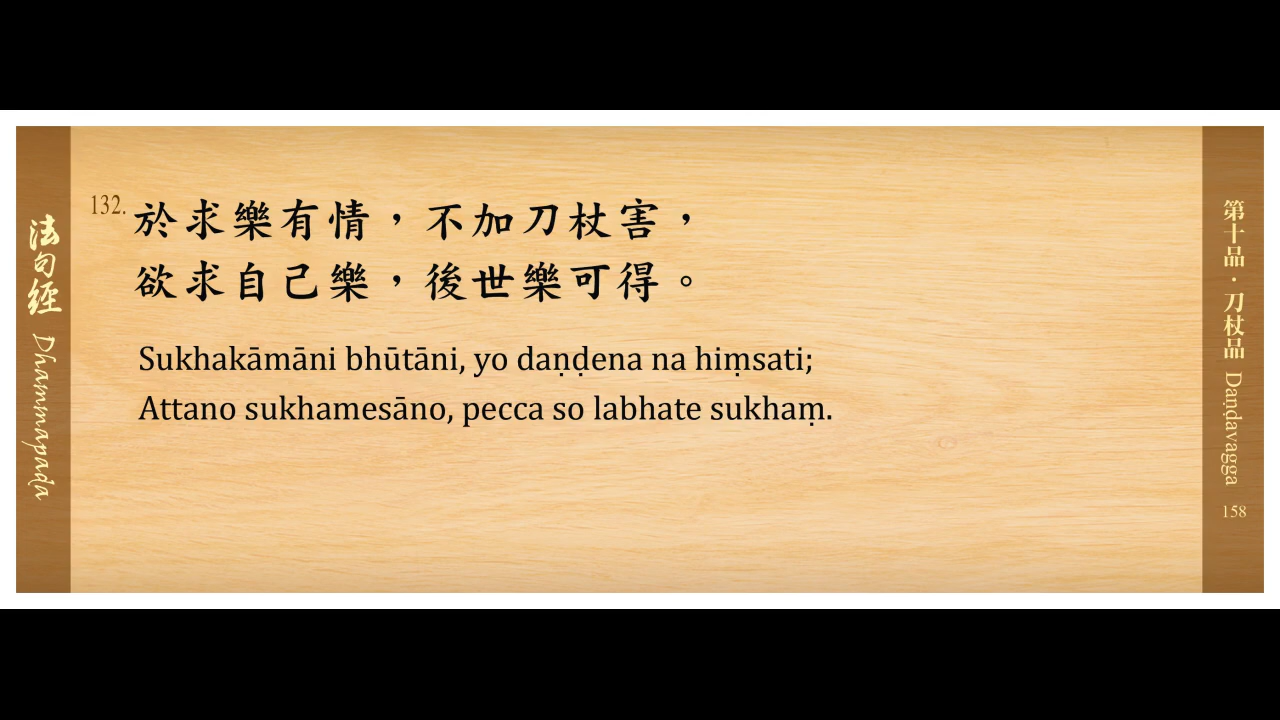 法句經 Dhammapada
132. 於求樂有情，不加刀杖害，
欲求自己樂，後世樂可得。
Sukhakāmāni bhūtāni, yo daṇḍena na hiṃsati;
Attano sukhamesāno, pecca so labhate sukhaṃ.
第十品．刀杖品 Daṇḍavagga 158